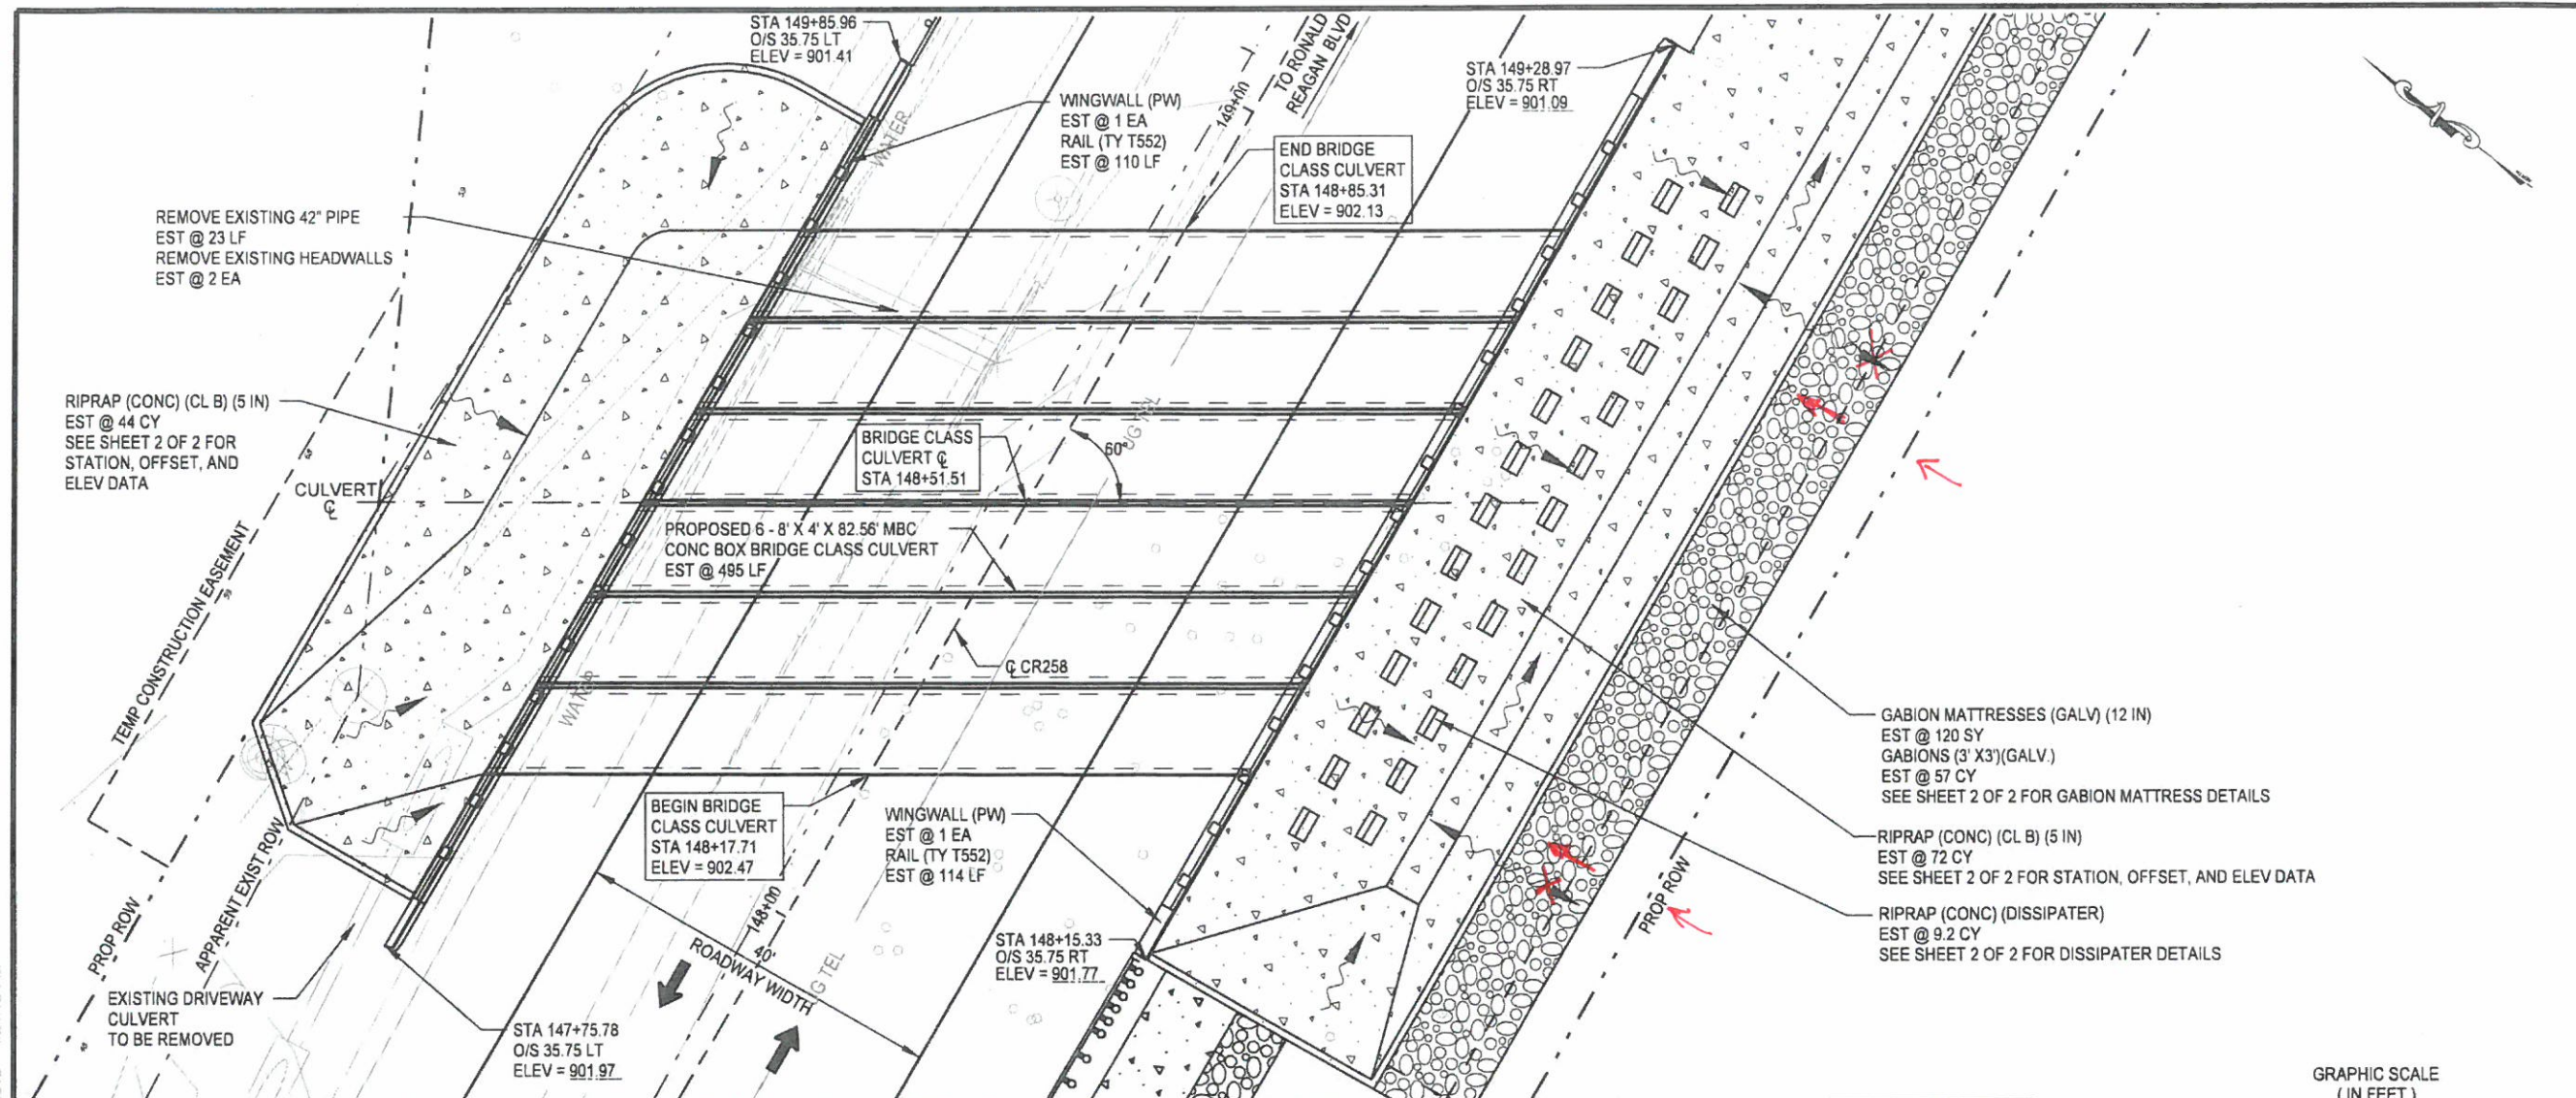 STA 149+85.96
O/S 35.75 LT
ELEV = 901.41
WINGWALL (PW)
EST @ 1 EA
RAIL (TY T552)
EST @ 110 LF
WATER
149+00
TO RONALD
REAGAN BLVD
STA 149+28.97
O/S 35.75 RT
ELEV = 901.09
END BRIDGE
CLASS CULVERT
STA 148+85.31
ELEV = 902.13
REMOVE EXISTING 42" PIPE
EST @ 23 LF
REMOVE EXISTING HEADWALLS
EST @ 2 EA
RIPRAP (CONC) (CL B) (5 IN)
EST @ 44 CY
SEE SHEET 2 OF 2 FOR
STATION, OFFSET, AND
ELEV DATA
CULVERT
℄
BRIDGE CLASS
CULVERT ℄
STA 148+51.51
60°
UG TEL
PROPOSED 6 - 8' X 4' X 82.56' MBC
CONC BOX BRIDGE CLASS CULVERT
EST @ 495 LF
TEMP CONSTRUCTION EASEMENT
℄ CR258
WATER
GABION MATTRESSES (GALV) (12 IN)
EST @ 120 SY
GABIONS (3' X3')(GALV.)
EST @ 57 CY
SEE SHEET 2 OF 2 FOR GABION MATTRESS DETAILS
BEGIN BRIDGE
CLASS CULVERT
STA 148+17.71
ELEV = 902.47
WINGWALL (PW)
EST @ 1 EA
RAIL (TY T552)
EST @ 114 LF
RIPRAP (CONC) (CL B) (5 IN)
EST @ 72 CY
SEE SHEET 2 OF 2 FOR STATION, OFFSET, AND ELEV DATA
PROP ROW
APPARENT EXIST ROW
148+00
40'
ROADWAY WIDTH
UG TEL
STA 148+15.33
O/S 35.75 RT
ELEV = 901.77
PROP ROW
RIPRAP (CONC) (DISSIPATER)
EST @ 9.2 CY
SEE SHEET 2 OF 2 FOR DISSIPATER DETAILS
EXISTING DRIVEWAY
CULVERT
TO BE REMOVED
STA 147+75.78
O/S 35.75 LT
ELEV = 901.97
GRAPHIC SCALE
( IN FEET )